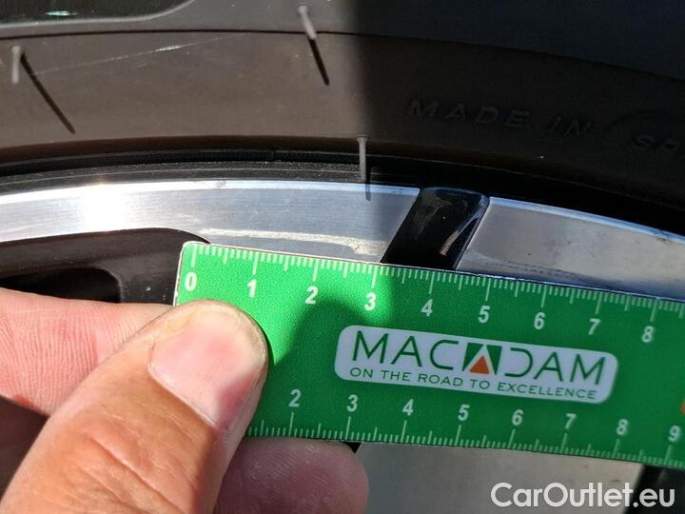 MADE IN SP
0 1 2 3 4 5 6 7 8
MACADAM
ON THE ROAD TO EXCELLENCE
2 3 4 5 6 7 8 9
CarOutlet.eu